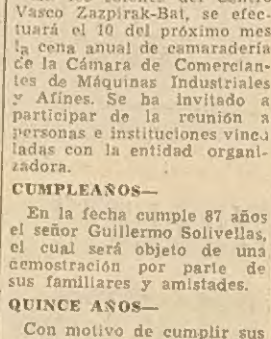 Vasco Zazpirak-Bat, se efec-
tuará el 10 del próximo mes
la cena anual de camaradería
de la Cámara de Comercian-
tes de Máquinas Industriales
y Afines. Se ha invitado a
participar de la reunión a
personas e instituciones vincu
ladas con la entidad organi-
zadora.
CUMPLEAÑOS—
En la fecha cumple 87 años
el señor Guillermo Solivellas,
el cual será objeto de una
demostración por parte de
sus familiares y amistades.
QUINCE AÑOS—
Con motivo de cumplir sus